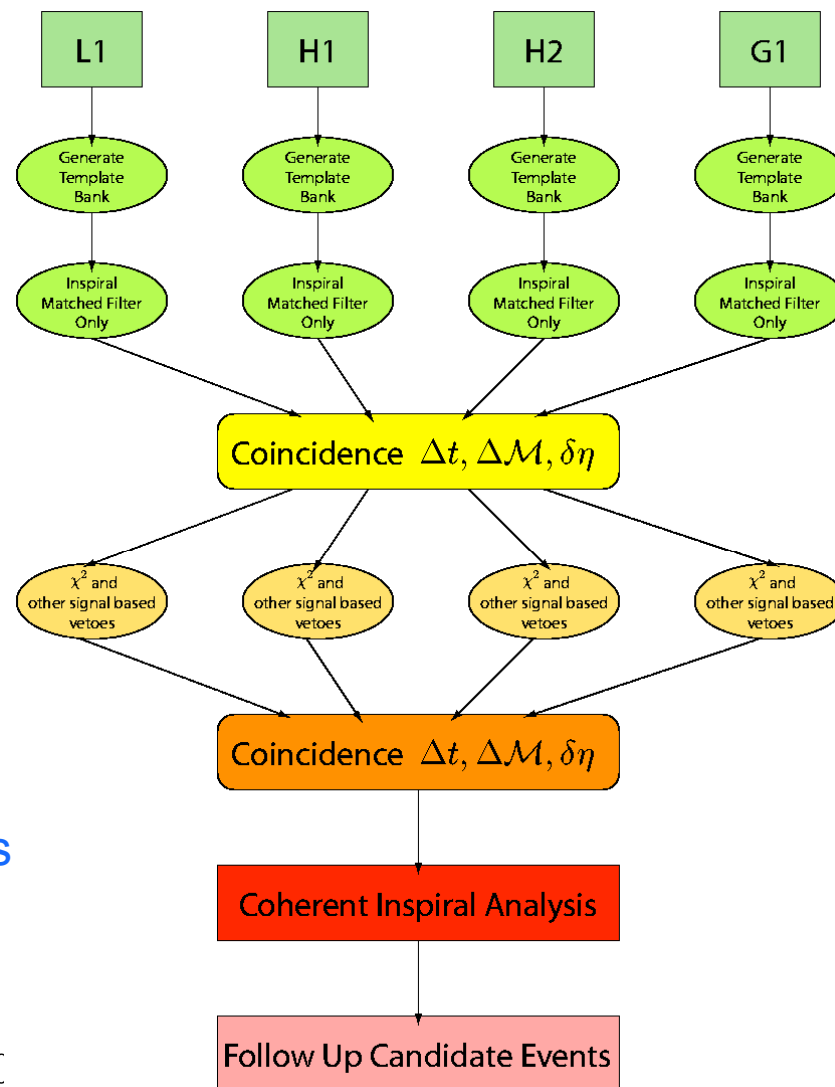 L1 H1 H2 G1
Generate Generate Generate Generate
Template Template Template Template
Bank Bank Bank Bank
Inspiral Inspiral Inspiral Inspiral
Matched Filter Matched Filter Matched Filter Matched Filter
Only Only Only Only
Coincidence Δt, Δℳ, δη
χ² and χ² and χ² and χ² and
other signal based other signal based other signal based other signal based
vetoes vetoes vetoes vetoes
Coincidence Δt, Δℳ, δη
s
Coherent Inspiral Analysis
Follow Up Candidate Events